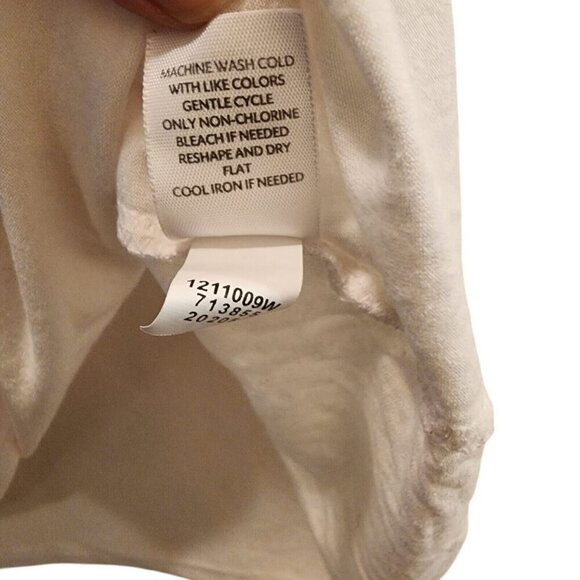 MACHINE WASH COLD
WITH LIKE COLORS
GENTLE CYCLE
ONLY NON-CHLORINE
BLEACH IF NEEDED
RESHAPE AND DRY
FLAT
COOL IRON IF NEEDED
1211009W